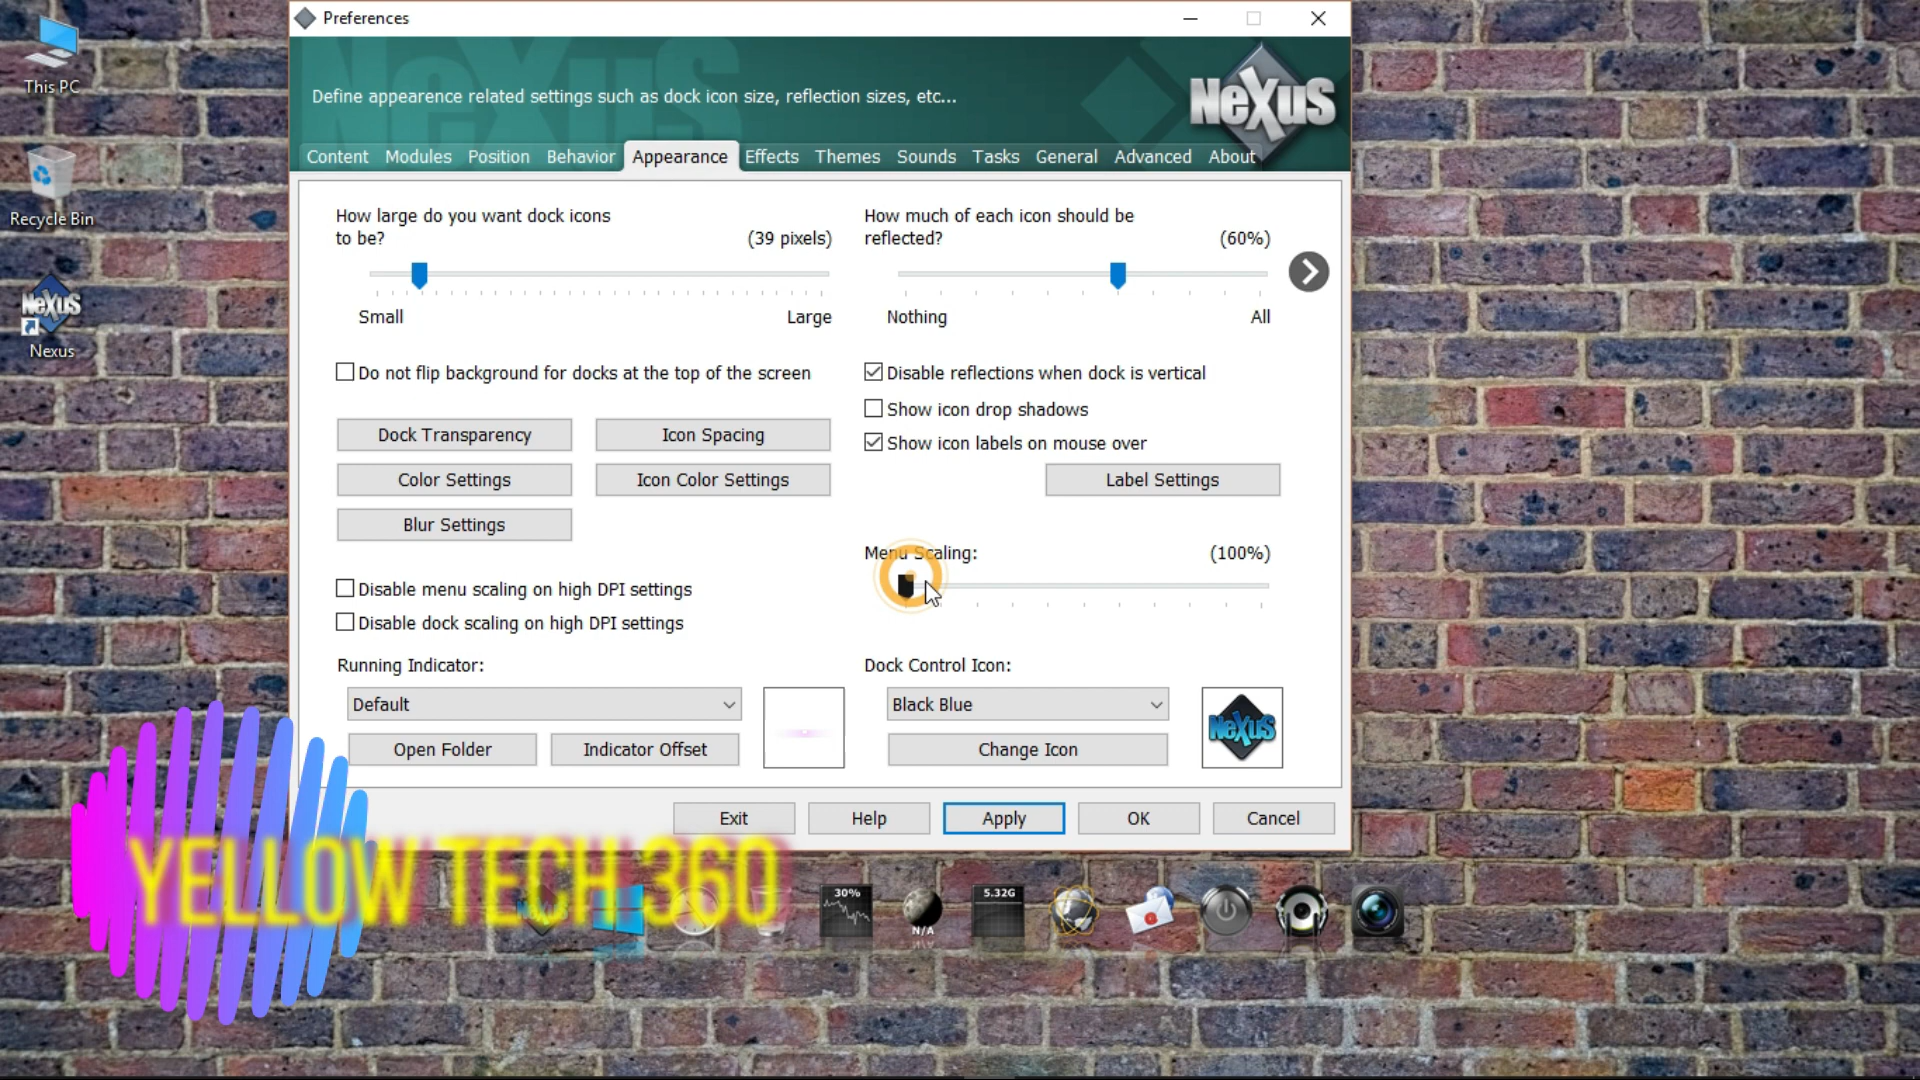 Preferences
This PC
Recycle Bin
NeXuS
Nexus
Define appearence related settings such as dock icon size, reflection sizes, etc...
NeXuS
Content Modules Position Behavior Appearance Effects Themes Sounds Tasks General Advanced About
How large do you want dock icons
to be? (39 pixels)
Small Large
How much of each icon should be
reflected? (60%)
Nothing All
Do not flip background for docks at the top of the screen
Disable reflections when dock is vertical
Show icon drop shadows
Show icon labels on mouse over
Dock Transparency Icon Spacing
Color Settings Icon Color Settings
Label Settings
Blur Settings
Menu Scaling: (100%)
Disable menu scaling on high DPI settings
Disable dock scaling on high DPI settings
Running Indicator:
Default
Open Folder Indicator Offset
Dock Control Icon:
Black Blue
Change Icon
NeXuS
Exit Help Apply OK Cancel
YELLOW TECH 360
30%
N/A
5.32G